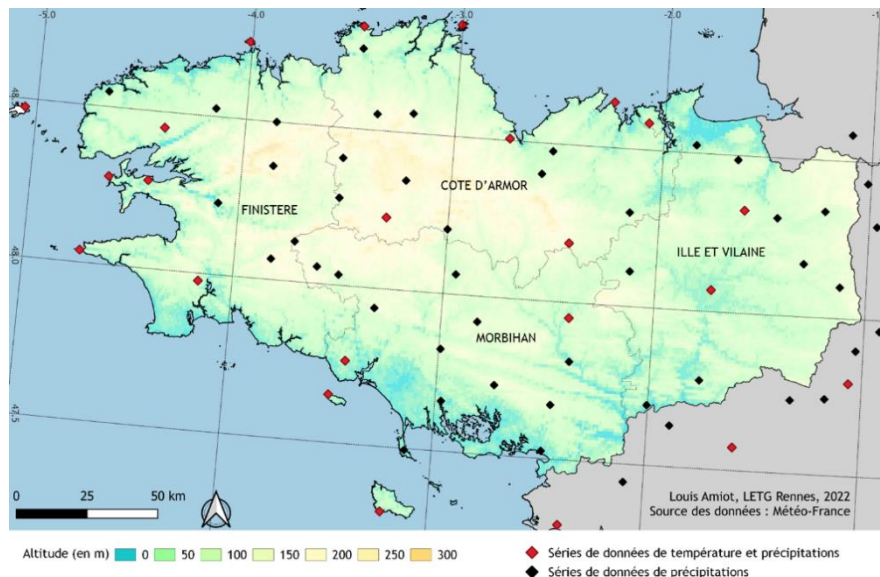 -5.0 -4.0 -3.0 -2.0 -1.0
COTE D'ARMOR
FINISTERE
ILLE ET VILAINE
48.0
MORBIHAN
47.5
0 25 50 km
Louis Amiot, LETG Rennes, 2022
Source des données : Météo-France
Altitude (en m) 0 50 100 150 200 250 300
Séries de données de température et précipitations
Séries de données de précipitations